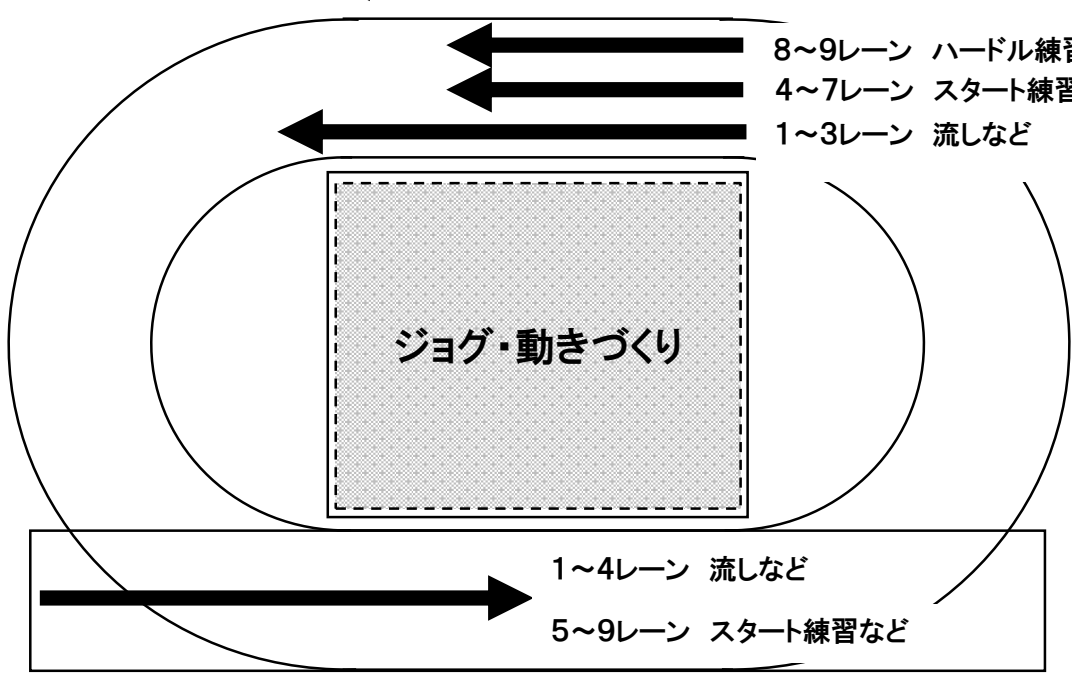 8～9レーン　ハードル練習
4～7レーン　スタート練習
1～3レーン　流しなど
ジョグ・動きづくり
1～4レーン　流しなど
5～9レーン　スタート練習など